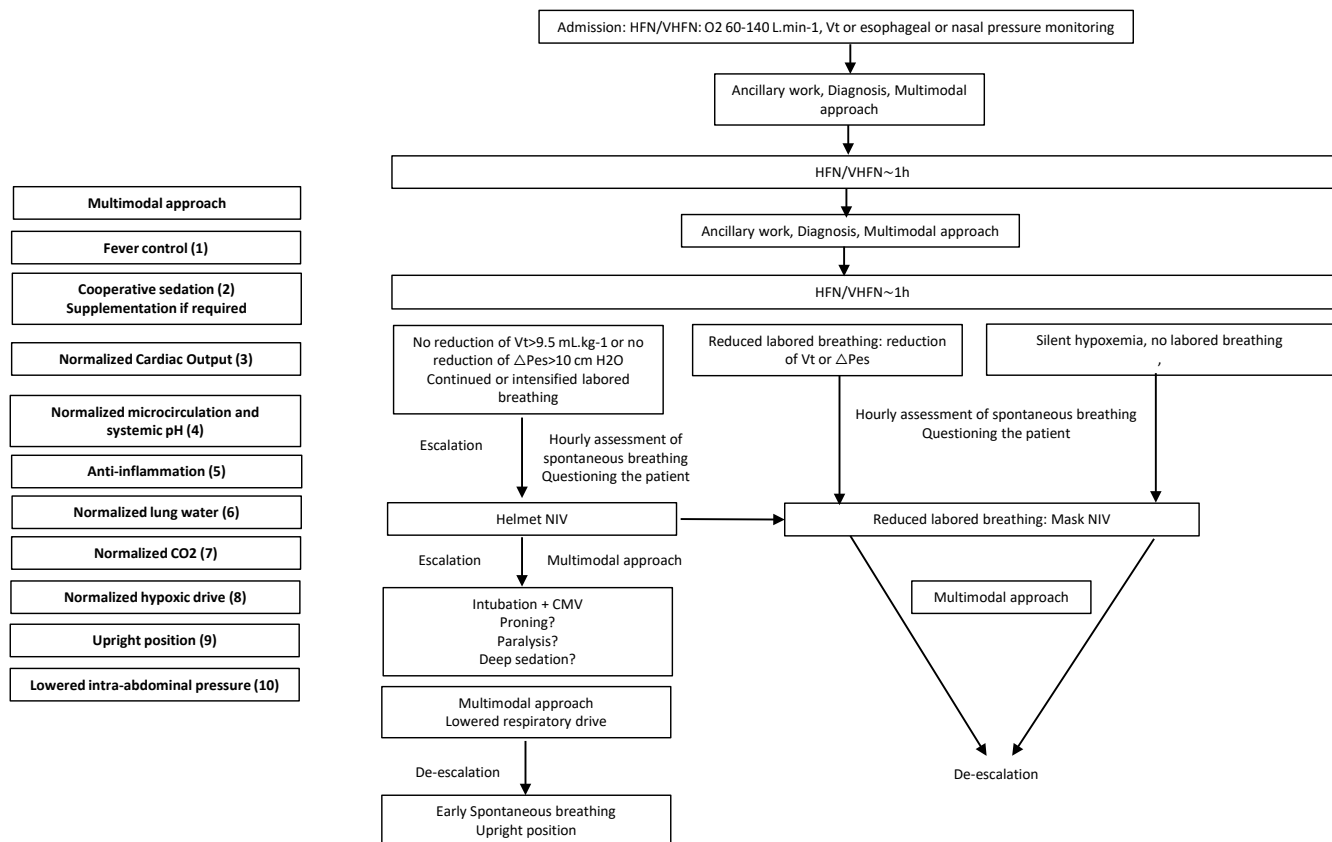 Admission: HFN/VHFN: O2 60-140 L.min-1, Vt or esophageal or nasal pressure monitoring
Ancillary work, Diagnosis, Multimodal
approach
HFN/VHFN~1h
Ancillary work, Diagnosis, Multimodal approach
HFN/VHFN~1h
Multimodal approach
Fever control (1)
Cooperative sedation (2)
Supplementation if required
Normalized Cardiac Output (3)
Normalized microcirculation and
systemic pH (4)
Anti-inflammation (5)
Normalized lung water (6)
Normalized CO2 (7)
Normalized hypoxic drive (8)
Upright position (9)
Lowered intra-abdominal pressure (10)
No reduction of Vt>9.5 mL.kg-1 or no
reduction of △Pes>10 cm H2O
Continued or intensified labored
breathing
Reduced labored breathing: reduction
of Vt or △Pes
Silent hypoxemia, no labored breathing
,
Escalation
Hourly assessment of
spontaneous breathing
Questioning the patient
Hourly assessment of spontaneous breathing
Questioning the patient
Helmet NIV
Reduced labored breathing: Mask NIV
Escalation
Multimodal approach
Multimodal approach
Intubation + CMV
Proning?
Paralysis?
Deep sedation?
Multimodal approach
Lowered respiratory drive
De-escalation
De-escalation
Early Spontaneous breathing
Upright position